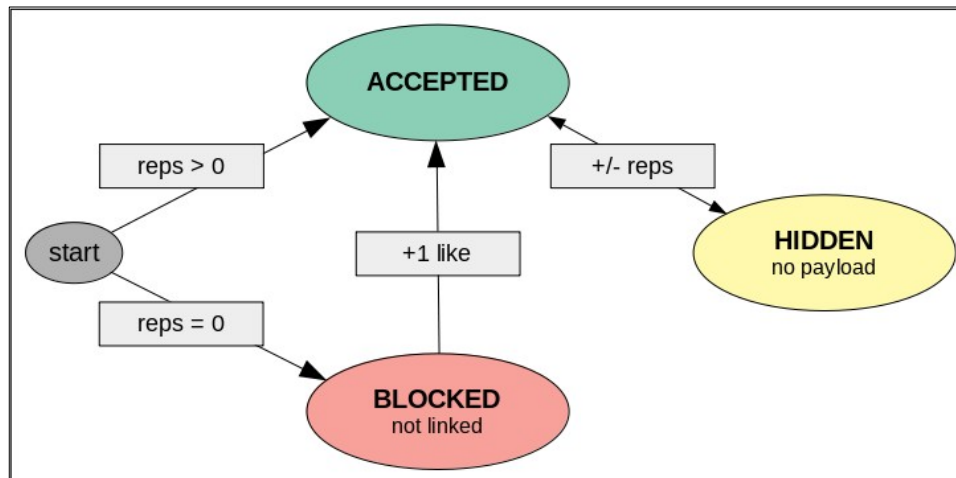 ACCEPTED
reps > 0
+/- reps
start
+1 like
HIDDEN
no payload
reps = 0
BLOCKED
not linked